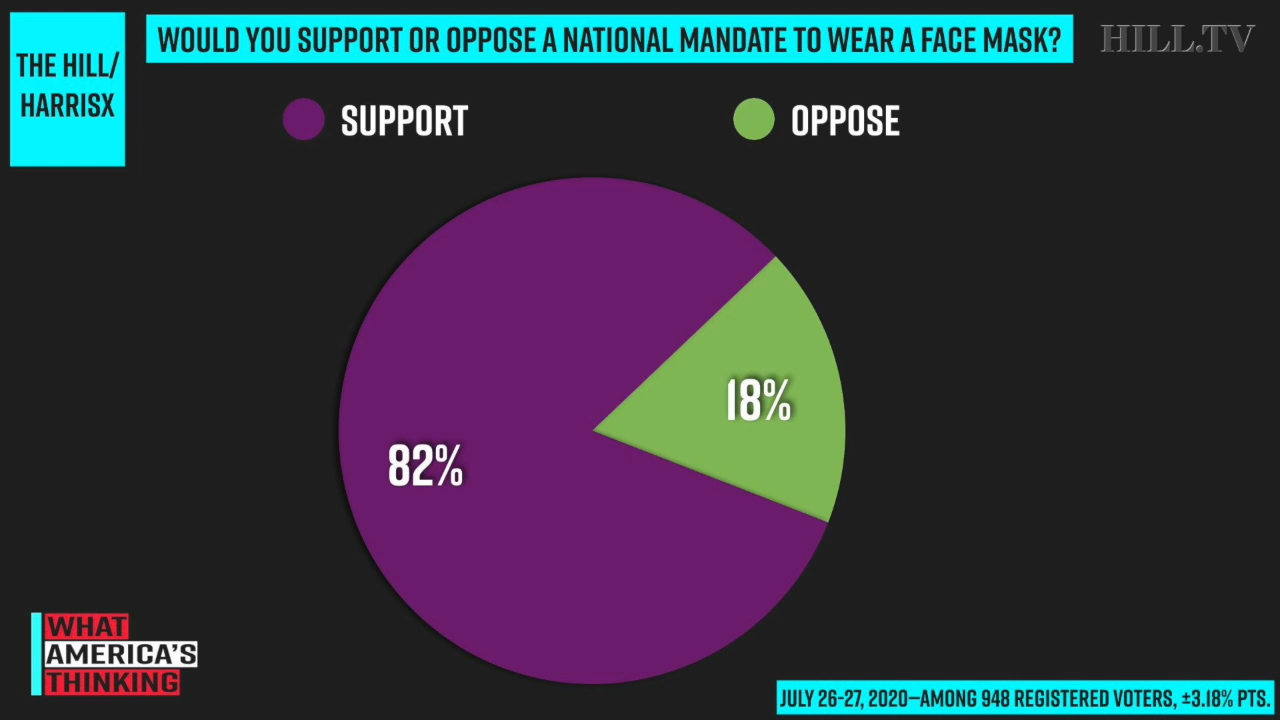 THE HILL/
HARRISX
WOULD YOU SUPPORT OR OPPOSE A NATIONAL MANDATE TO WEAR A FACE MASK?
HILL.TV
SUPPORT
OPPOSE
18%
82%
WHAT
AMERICA'S
THINKING
JULY 26-27, 2020–AMONG 948 REGISTERED VOTERS, ±3.18% PTS.